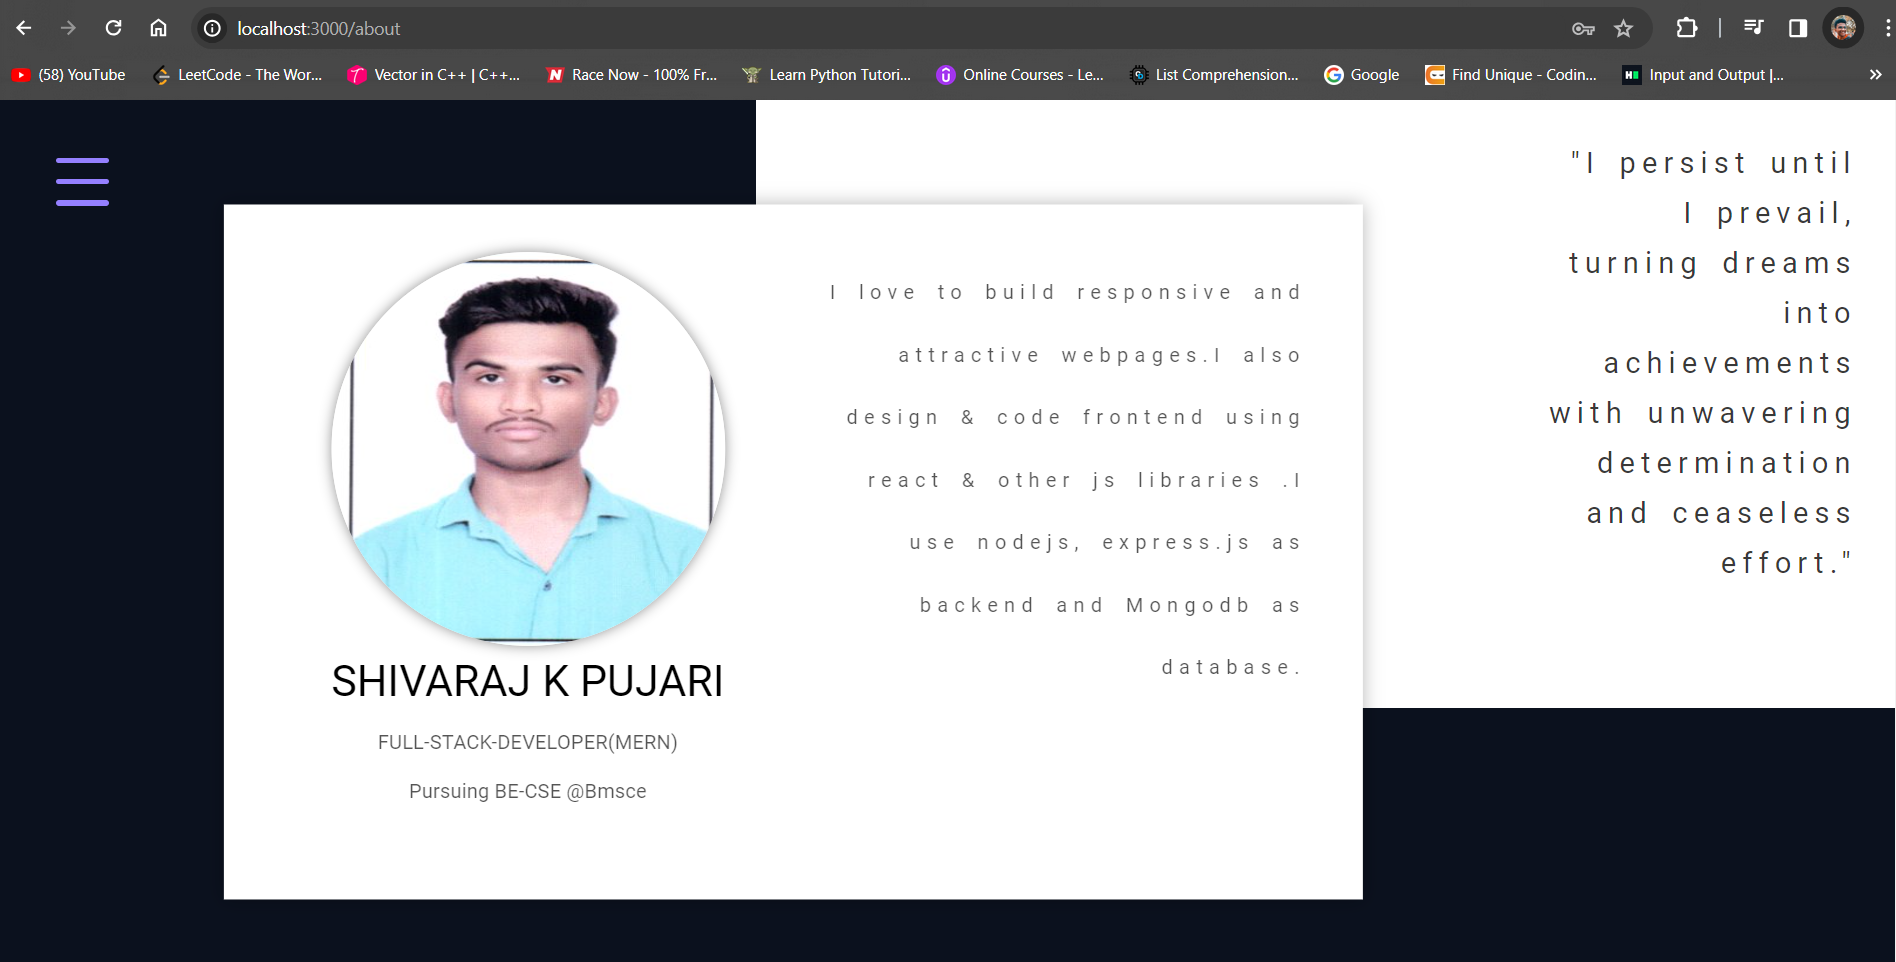 localhost:3000/about
(58) YouTube
LeetCode - The Wor...
Vector in C++ | C++...
Race Now - 100% Fr...
Learn Python Tutori...
Online Courses - Le...
List Comprehension...
Google
Find Unique - Codin...
Input and Output |...
"I persist until
I prevail,
turning dreams
into
achievements
with unwavering
determination
and ceaseless
effort."
I love to build responsive and
attractive webpages.I also
design & code frontend using
react & other js libraries .I
use nodejs, express.js as
backend and Mongodb as
database.
SHIVARAJ K PUJARI
FULL-STACK-DEVELOPER(MERN)
Pursuing BE-CSE @Bmsce